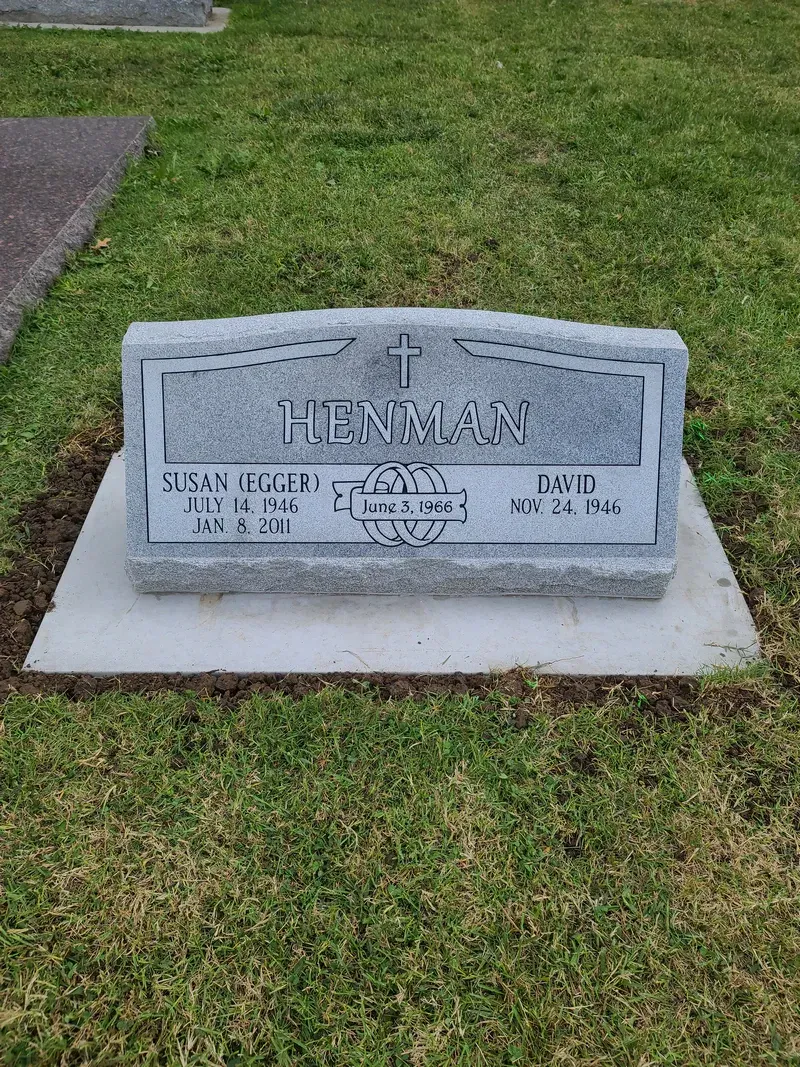 HENMAN
SUSAN (EGGER)
JULY 14, 1946
JAN. 8, 2011
June 3, 1966
DAVID
NOV. 24, 1946